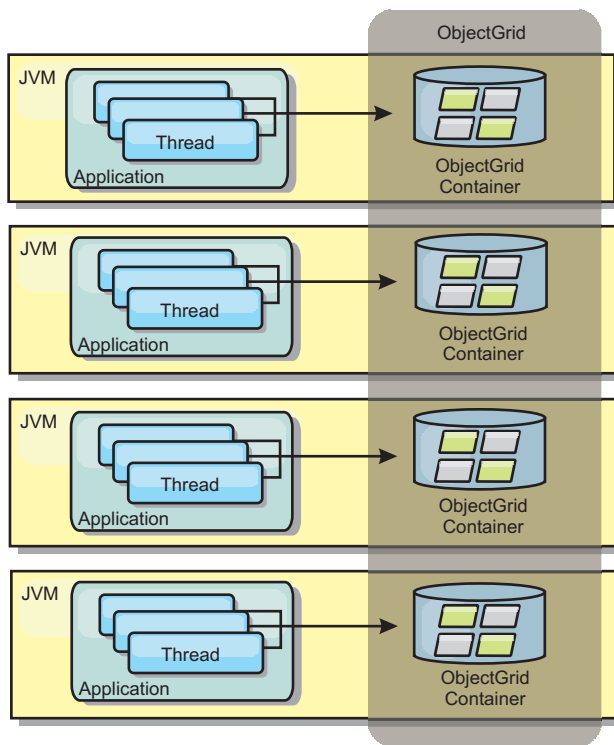 ObjectGrid
JVM
Thread
Application
ObjectGrid
Container
JVM
Thread
Application
ObjectGrid
Container
JVM
Thread
Application
ObjectGrid
Container
JVM
Thread
Application
ObjectGrid
Container